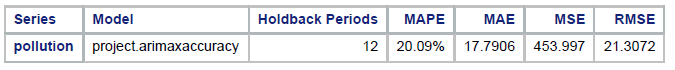 Series Model Holdback Periods MAPE MAE MSE RMSE
pollution project.arimaxaccuracy 12 20.09% 17.7906 453.997 21.3072